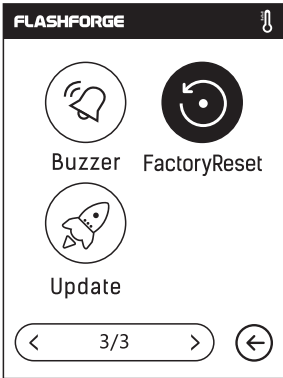 FLASHFORGE
Buzzer FactoryReset
Update
< 3/3 >